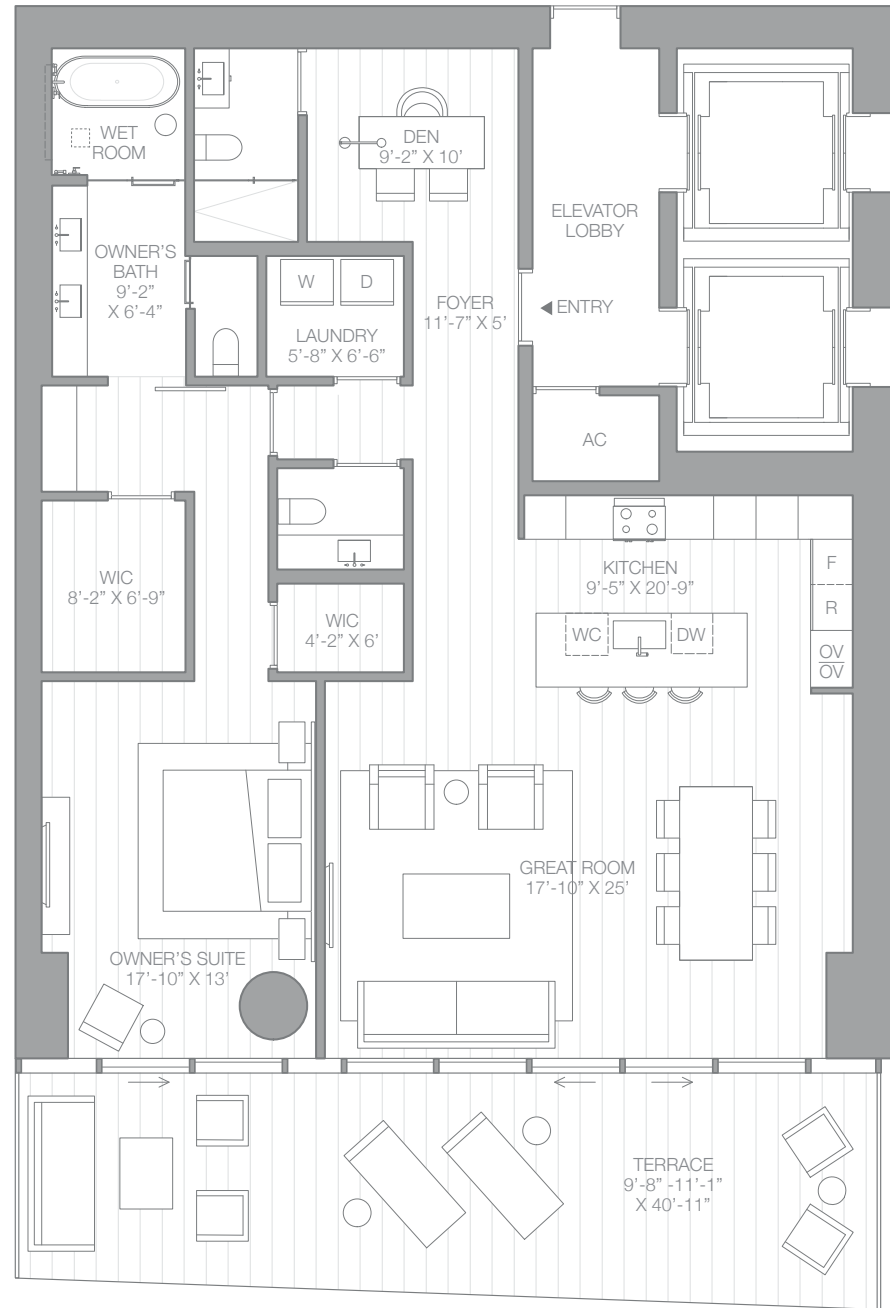 WET
ROOM
DEN
9'-2" X 10'
ELEVATOR
LOBBY
OWNER'S
BATH
9'-2"
X 6'-4"
W
D
LAUNDRY
5'-8" X 6'-6"
FOYER
11'-7" X 5'
ENTRY
AC
WIC
8'-2" X 6'-9"
WIC
4'-2" X 6'
KITCHEN
9'-5" X 20'-9"
F
R
WC
DW
OV
OV
GREAT ROOM
17'-10" X 25'
OWNER'S SUITE
17'-10" X 13'
TERRACE
9'-8" -11'-1"
X 40'-11"